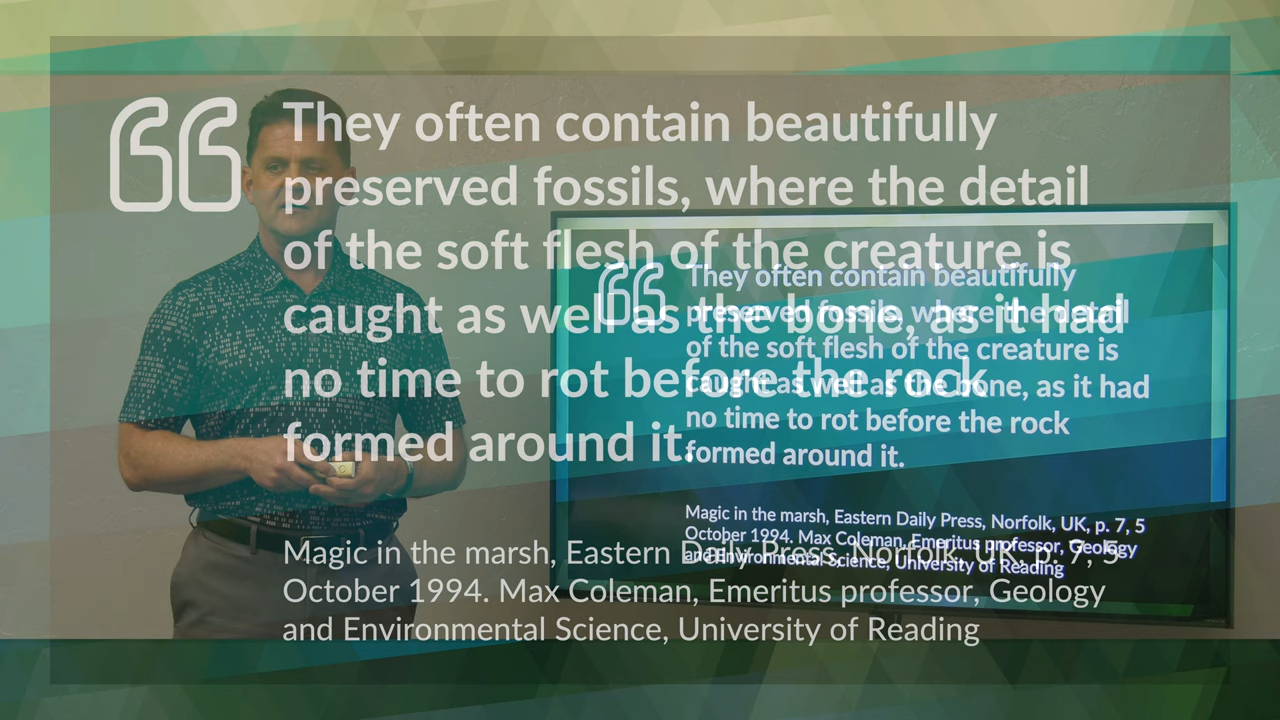 They often contain beautifully
preserved fossils, where the detail
of the soft flesh of the creature is
caught as well as the bone, as it had
no time to rot before the rock
formed around it.
Magic in the marsh, Eastern Daily Press, Norfolk, UK, p. 7, 5
October 1994. Max Coleman, Emeritus professor, Geology
and Environmental Science, University of Reading
They often contain beautifully
preserved fossils, where the detail
of the soft flesh of the creature is
caught as well as the bone, as it had
no time to rot before the rock
formed around it.
Magic in the marsh, Eastern Daily Press, Norfolk, UK, p. 7, 5
October 1994. Max Coleman, Emeritus professor, Geology
and Environmental Science, University of Reading